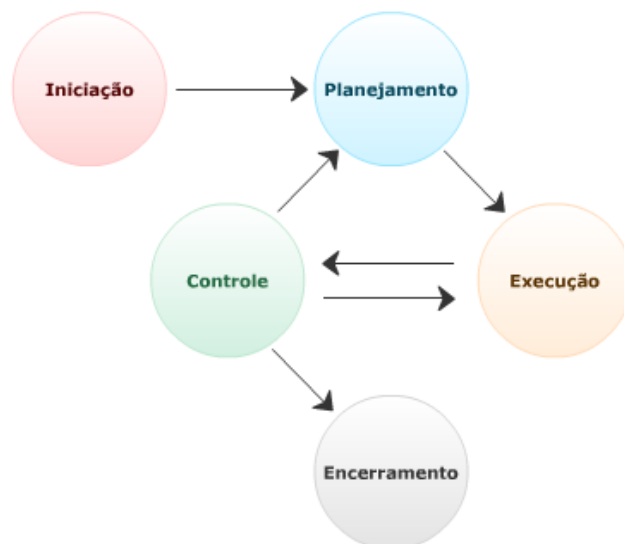 Iniciação
Planejamento
Controle
Execução
Encerramento